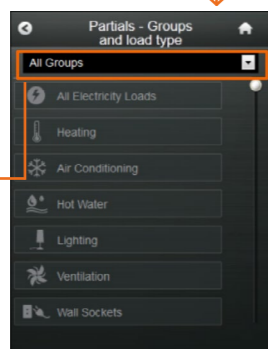 Partials - Groups
and load type
All Groups
All Electricity Loads
Heating
Air Conditioning
Hot Water
Lighting
Ventilation
Wall Sockets